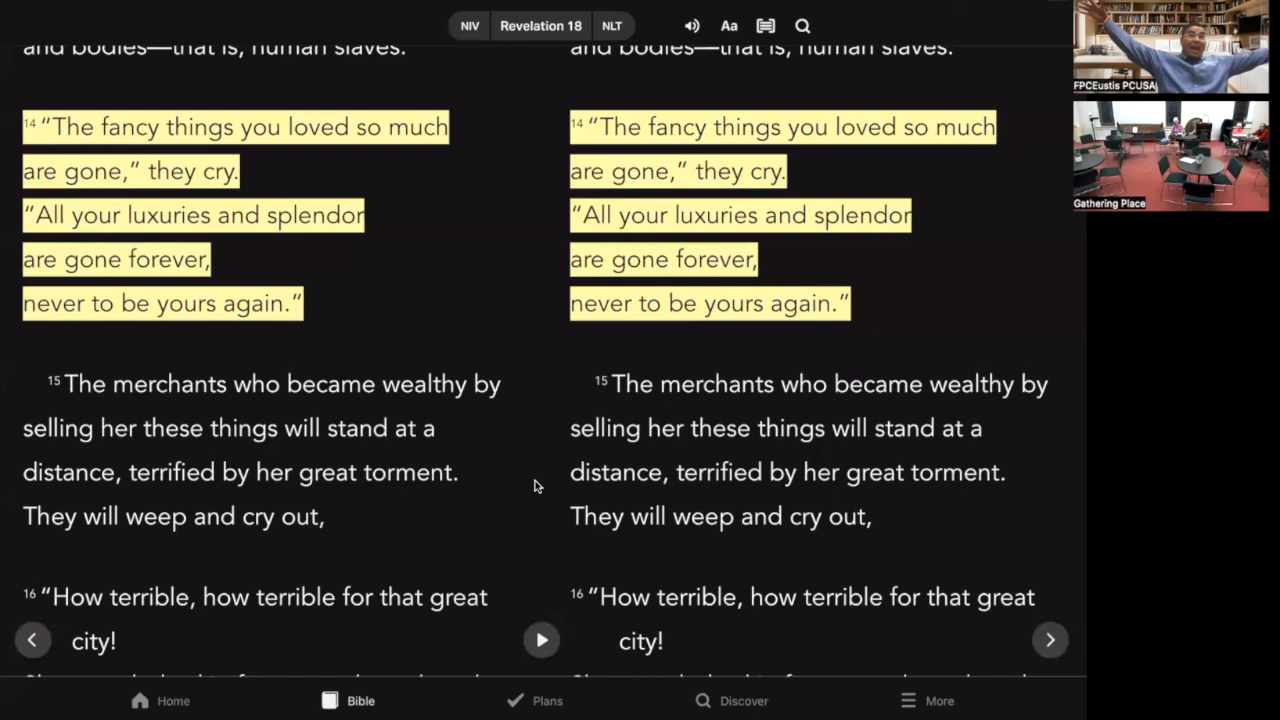 NIV Revelation 18 NLT Aa
and bodies—that is, human slaves.
14 “The fancy things you loved so much
are gone,” they cry.
“All your luxuries and splendor
are gone forever,
never to be yours again.”
15 The merchants who became wealthy by
selling her these things will stand at a
distance, terrified by her great torment.
They will weep and cry out,
16 “How terrible, how terrible for that great
city!
and bodies—that is, human slaves.
14 “The fancy things you loved so much
are gone,” they cry.
“All your luxuries and splendor
are gone forever,
never to be yours again.”
15 The merchants who became wealthy by
selling her these things will stand at a
distance, terrified by her great torment.
They will weep and cry out,
16 “How terrible, how terrible for that great
city!
Home Bible Plans Discover More
FPCEustis PCUSA
Gathering Place